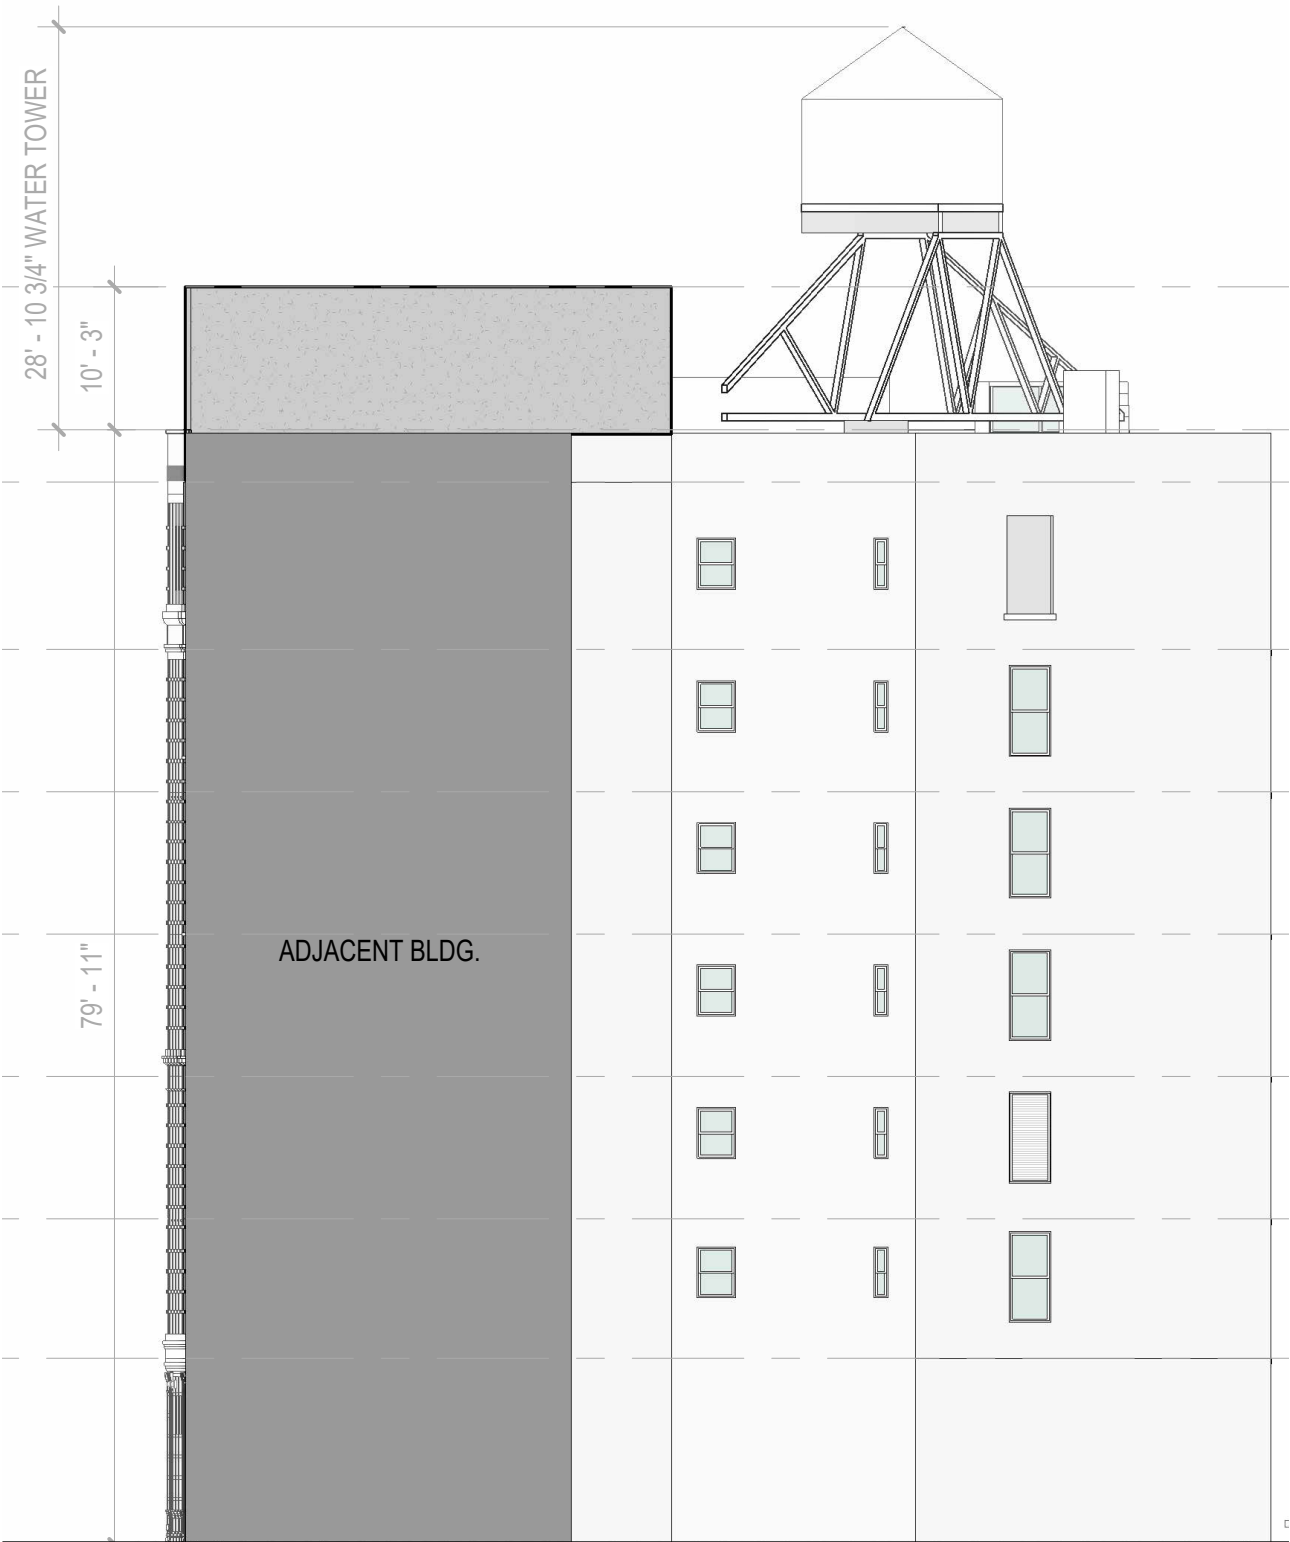 28' - 10 3/4" WATER TOWER
10' - 3"
79' - 11"
ADJACENT BLDG.